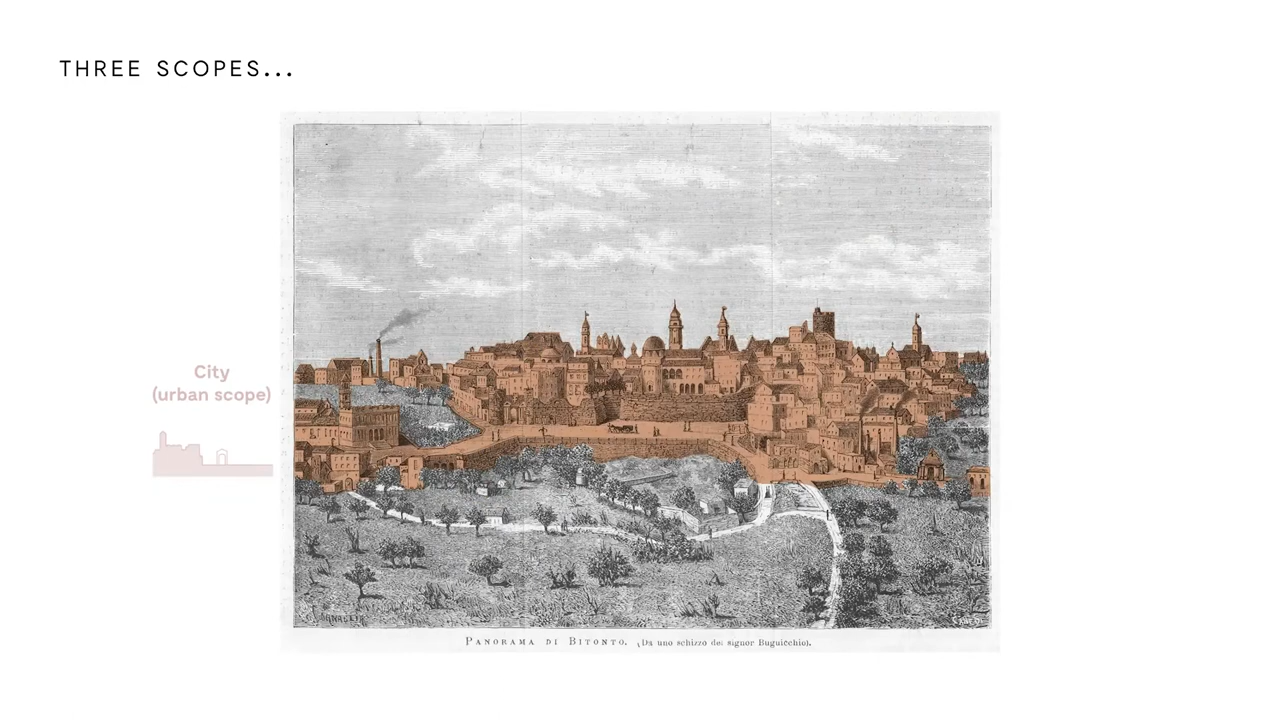 THREE SCOPES...
City
(urban scope)
PANORAMA DI BITONTO. (Da uno schizzo del signor Buguicchio).